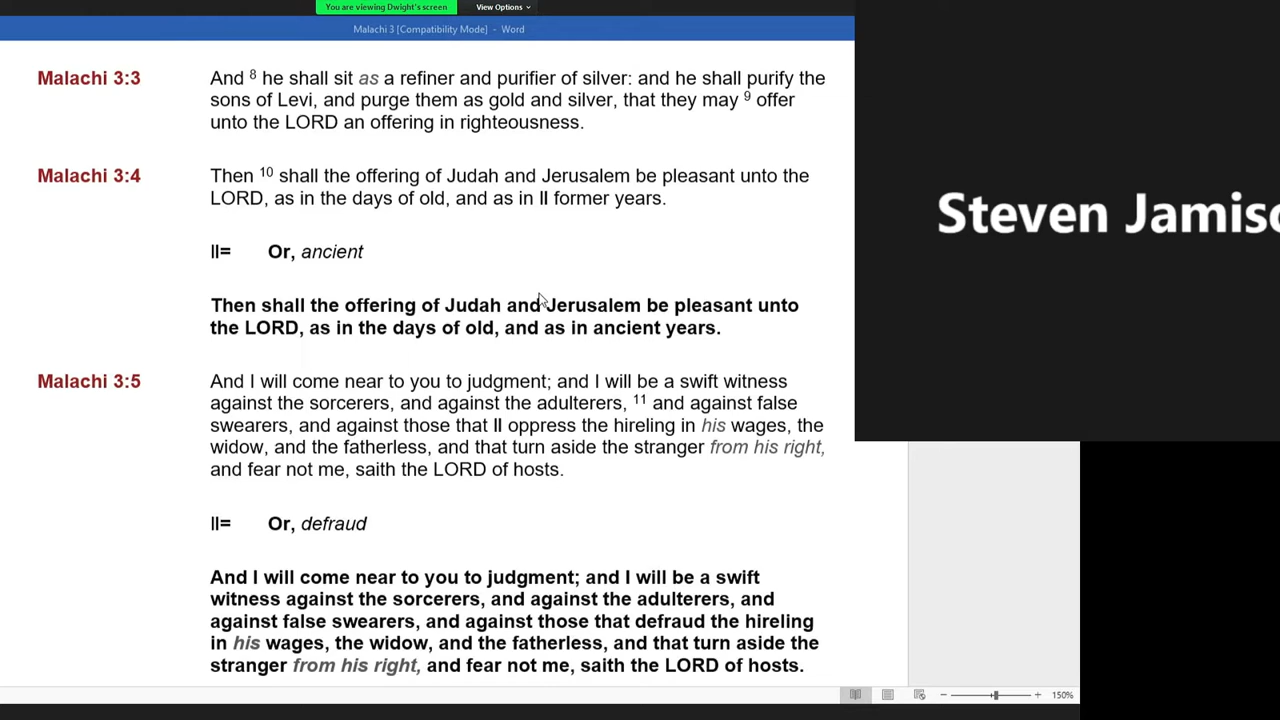 You are viewing Dwight's screen View Options
Malachi 3 [Compatibility Mode] - Word
Malachi 3:3 And 8 he shall sit as a refiner and purifier of silver: and he shall purify the
sons of Levi, and purge them as gold and silver, that they may 9 offer
unto the LORD an offering in righteousness.
Malachi 3:4 Then 10 shall the offering of Judah and Jerusalem be pleasant unto the
LORD, as in the days of old, and as in ll former years.
ll= Or, ancient
Then shall the offering of Judah and Jerusalem be pleasant unto
the LORD, as in the days of old, and as in ancient years.
Malachi 3:5 And I will come near to you to judgment; and I will be a swift witness
against the sorcerers, and against the adulterers, 11 and against false
swearers, and against those that ll oppress the hireling in his wages, the
widow, and the fatherless, and that turn aside the stranger from his right,
and fear not me, saith the LORD of hosts.
ll= Or, defraud
And I will come near to you to judgment; and I will be a swift
witness against the sorcerers, and against the adulterers, and
against false swearers, and against those that defraud the hireling
in his wages, the widow, and the fatherless, and that turn aside the
stranger from his right, and fear not me, saith the LORD of hosts.
150%
Steven Jamiso